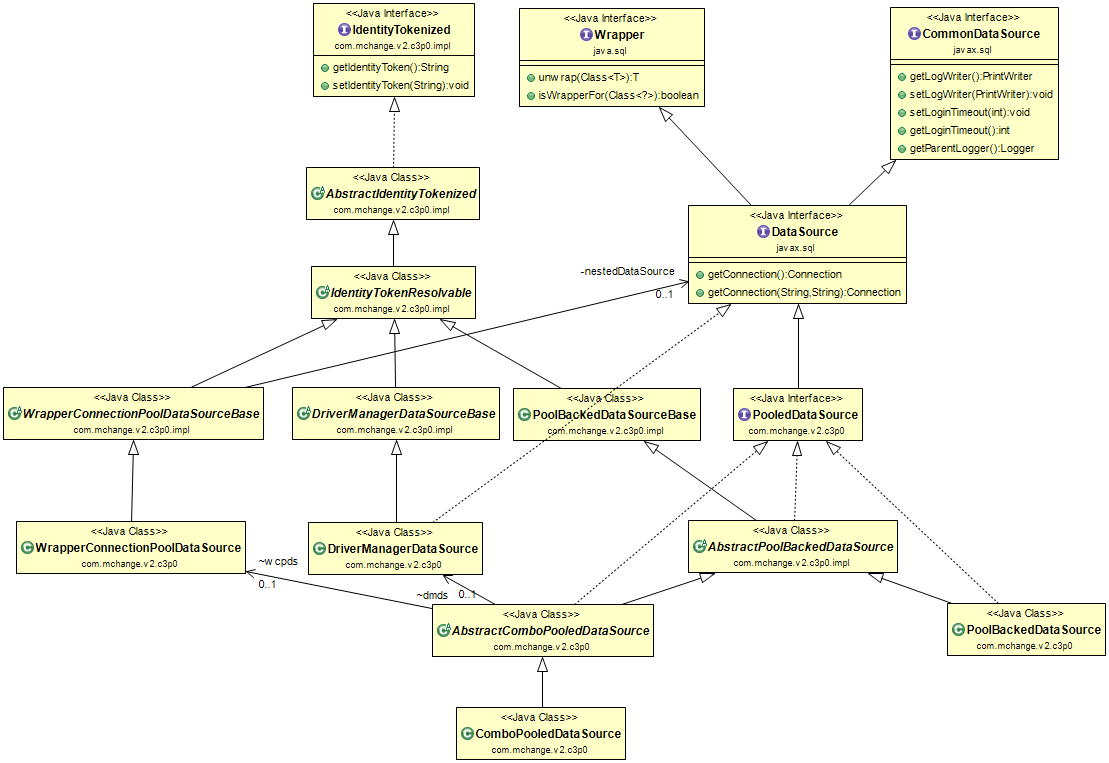 <<Java Interface>>
IdentityTokenized
com.mchange.v2.c3p0.impl
getIdentityToken():String
setIdentityToken(String):void
<<Java Interface>>
Wrapper
java.sql
unwrap(Class<T>):T
isWrapperFor(Class<?>):boolean
<<Java Interface>>
CommonDataSource
javax.sql
getLogWriter():PrintWriter
setLogWriter(PrintWriter):void
setLoginTimeout(int):void
getLoginTimeout():int
getParentLogger():Logger
<<Java Class>>
AbstractIdentityTokenized
com.mchange.v2.c3p0.impl
<<Java Interface>>
DataSource
javax.sql
getConnection():Connection
getConnection(String,String):Connection
<<Java Class>>
IdentityTokenResolvable
com.mchange.v2.c3p0.impl
-nestedDataSource
0..1
<<Java Class>>
WrapperConnectionPoolDataSourceBase
com.mchange.v2.c3p0.impl
<<Java Class>>
DriverManagerDataSourceBase
com.mchange.v2.c3p0.impl
<<Java Class>>
PoolBackedDataSourceBase
com.mchange.v2.c3p0.impl
<<Java Interface>>
PooledDataSource
com.mchange.v2.c3p0
<<Java Class>>
WrapperConnectionPoolDataSource
com.mchange.v2.c3p0
<<Java Class>>
DriverManagerDataSource
com.mchange.v2.c3p0
<<Java Class>>
AbstractPoolBackedDataSource
com.mchange.v2.c3p0.impl
~wcpds
0..1
~dmds
0..1
<<Java Class>>
AbstractComboPooledDataSource
com.mchange.v2.c3p0
<<Java Class>>
PoolBackedDataSource
com.mchange.v2.c3p0
<<Java Class>>
ComboPooledDataSource
com.mchange.v2.c3p0